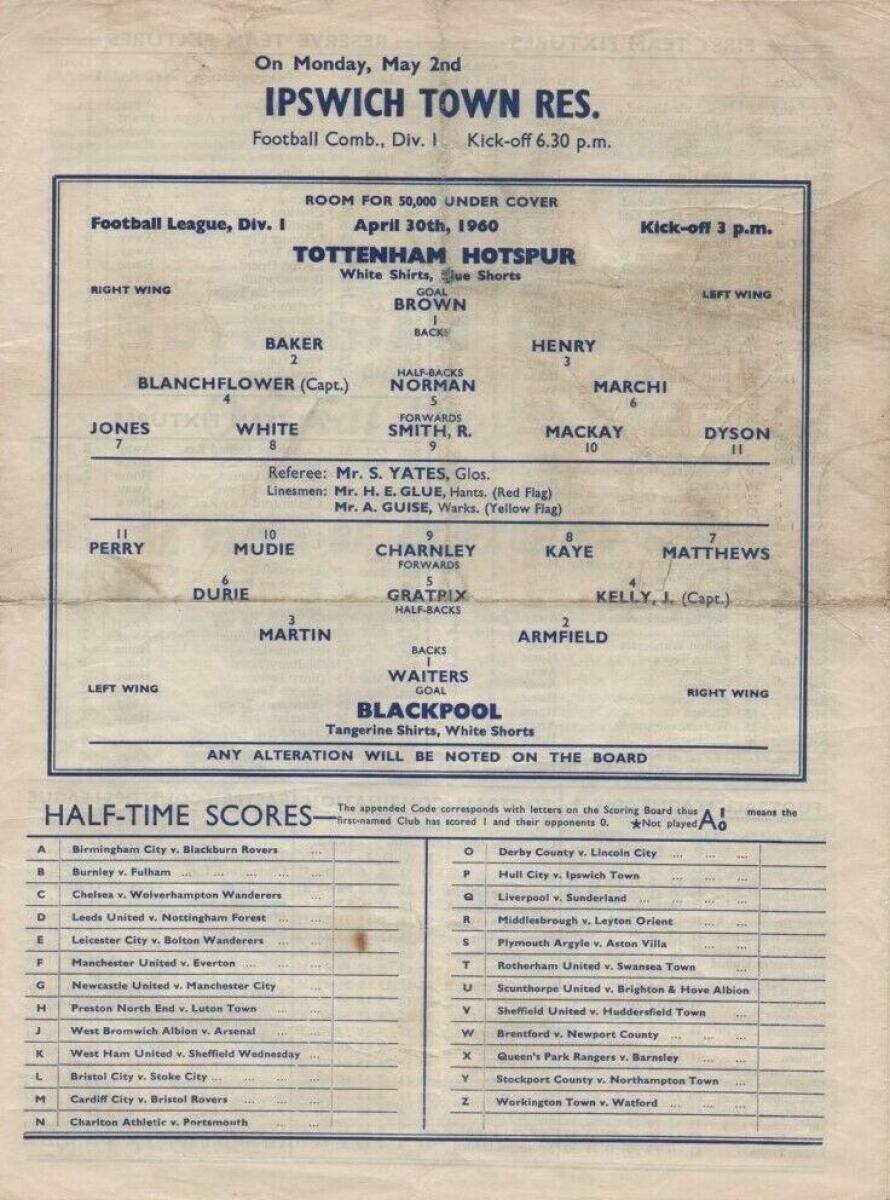 On Monday, May 2nd
IPSWICH TOWN RES.
Football Comb., Div. 1 Kick-off 6.30 p.m.
ROOM FOR 50,000 UNDER COVER
Football League, Div. 1 April 30th, 1960 Kick-off 3 p.m.
TOTTENHAM HOTSPUR
White Shirts, Blue Shorts
RIGHT WING GOAL LEFT WING
BROWN
1
BACKS
BAKER HENRY
2 3
HALF-BACKS
BLANCHFLOWER (Capt.) NORMAN MARCHI
4 5 6
FORWARDS
JONES WHITE SMITH, R. MACKAY DYSON
7 8 9 10 11
Referee: Mr. S. YATES, Glos.
Linesmen: Mr. H. E. GLUE, Hants. (Red Flag)
Mr. A. GUISE, Warks. (Yellow Flag)
11 10 9 8 7
PERRY MUDIE CHARNLEY KAYE MATTHEWS
FORWARDS
6 5 4
DURIE GRATPIX KELLY, J. (Capt.)
HALF-BACKS
3 2
MARTIN ARMFIELD
BACKS
1
WAITERS
LEFT WING GOAL RIGHT WING
BLACKPOOL
Tangerine Shirts, White Shorts
ANY ALTERATION WILL BE NOTED ON THE BOARD
HALF-TIME SCORES—The appended Code corresponds with letters on the Scoring Board thus A 1 0 means the
first-named Club has scored 1 and their opponents 0. ★Not played
A Birmingham City v. Blackburn Rovers ...
B Burnley v. Fulham ... ... ... ...
C Chelsea v. Wolverhampton Wanderers ...
D Leeds United v. Nottingham Forest ... ...
E Leicester City v. Bolton Wanderers ... ...
F Manchester United v. Everton ... ... ...
G Newcastle United v. Manchester City ...
H Preston North End v. Luton Town ... ...
J West Bromwich Albion v. Arsenal ... ...
K West Ham United v. Sheffield Wednesday ...
L Bristol City v. Stoke City ... ... ... ...
M Cardiff City v. Bristol Rovers ... ... ...
N Charlton Athletic v. Portsmouth ... ...
O Derby County v. Lincoln City ... ... ...
P Hull City v. Ipswich Town ... ... ...
Q Liverpool v. Sunderland ... ... ... ...
R Middlesbrough v. Leyton Orient ... ...
S Plymouth Argyle v. Aston Villa ... ...
T Rotherham United v. Swansea Town ...
U Scunthorpe United v. Brighton & Hove Albion
V Sheffield United v. Huddersfield Town ...
W Brentford v. Newport County ... ... ...
X Queen's Park Rangers v. Barnsley ... ...
Y Stockport County v. Northampton Town ...
Z Workington Town v. Watford ... ... ...